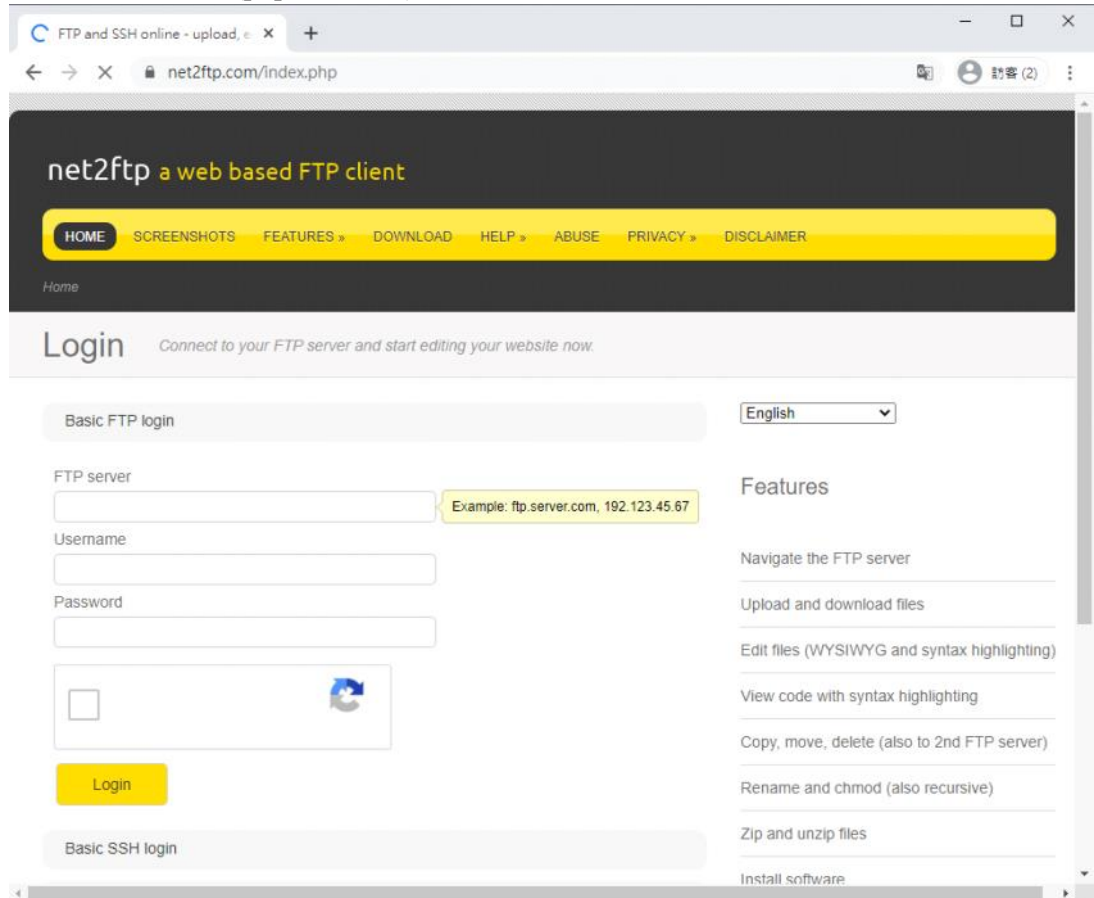 FTP and SSH online - upload, e
net2ftp.com/index.php
訪客 (2)
net2ftp a web based FTP client
HOME SCREENSHOTS FEATURES » DOWNLOAD HELP » ABUSE PRIVACY » DISCLAIMER
Home
Login Connect to your FTP server and start editing your website now.
Basic FTP login
FTP server
Example: ftp.server.com, 192.123.45.67
Username
Password
Login
Basic SSH login
English
Features
Navigate the FTP server
Upload and download files
Edit files (WYSIWYG and syntax highlighting)
View code with syntax highlighting
Copy, move, delete (also to 2nd FTP server)
Rename and chmod (also recursive)
Zip and unzip files
Install software